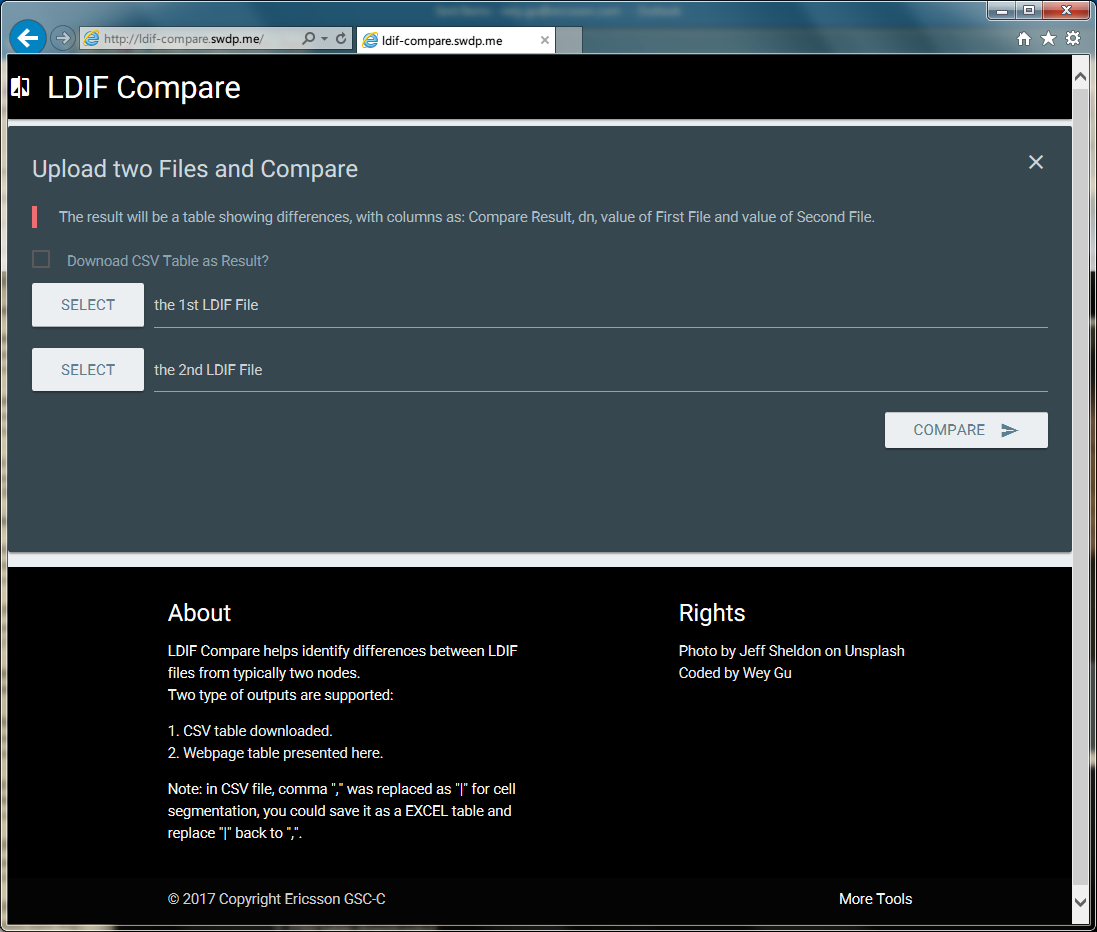 http://ldif-compare.swdp.me/
ldif-compare.swdp.me
LDIF Compare
Upload two Files and Compare
The result will be a table showing differences, with columns as: Compare Result, dn, value of First File and value of Second File.
Downoad CSV Table as Result?
SELECT the 1st LDIF File
SELECT the 2nd LDIF File
COMPARE
About
LDIF Compare helps identify differences between LDIF
files from typically two nodes.
Two type of outputs are supported:
1. CSV table downloaded.
2. Webpage table presented here.
Note: in CSV file, comma "," was replaced as "|" for cell
segmentation, you could save it as a EXCEL table and
replace "|" back to ",".
Rights
Photo by Jeff Sheldon on Unsplash
Coded by Wey Gu
© 2017 Copyright Ericsson GSC-C
More Tools